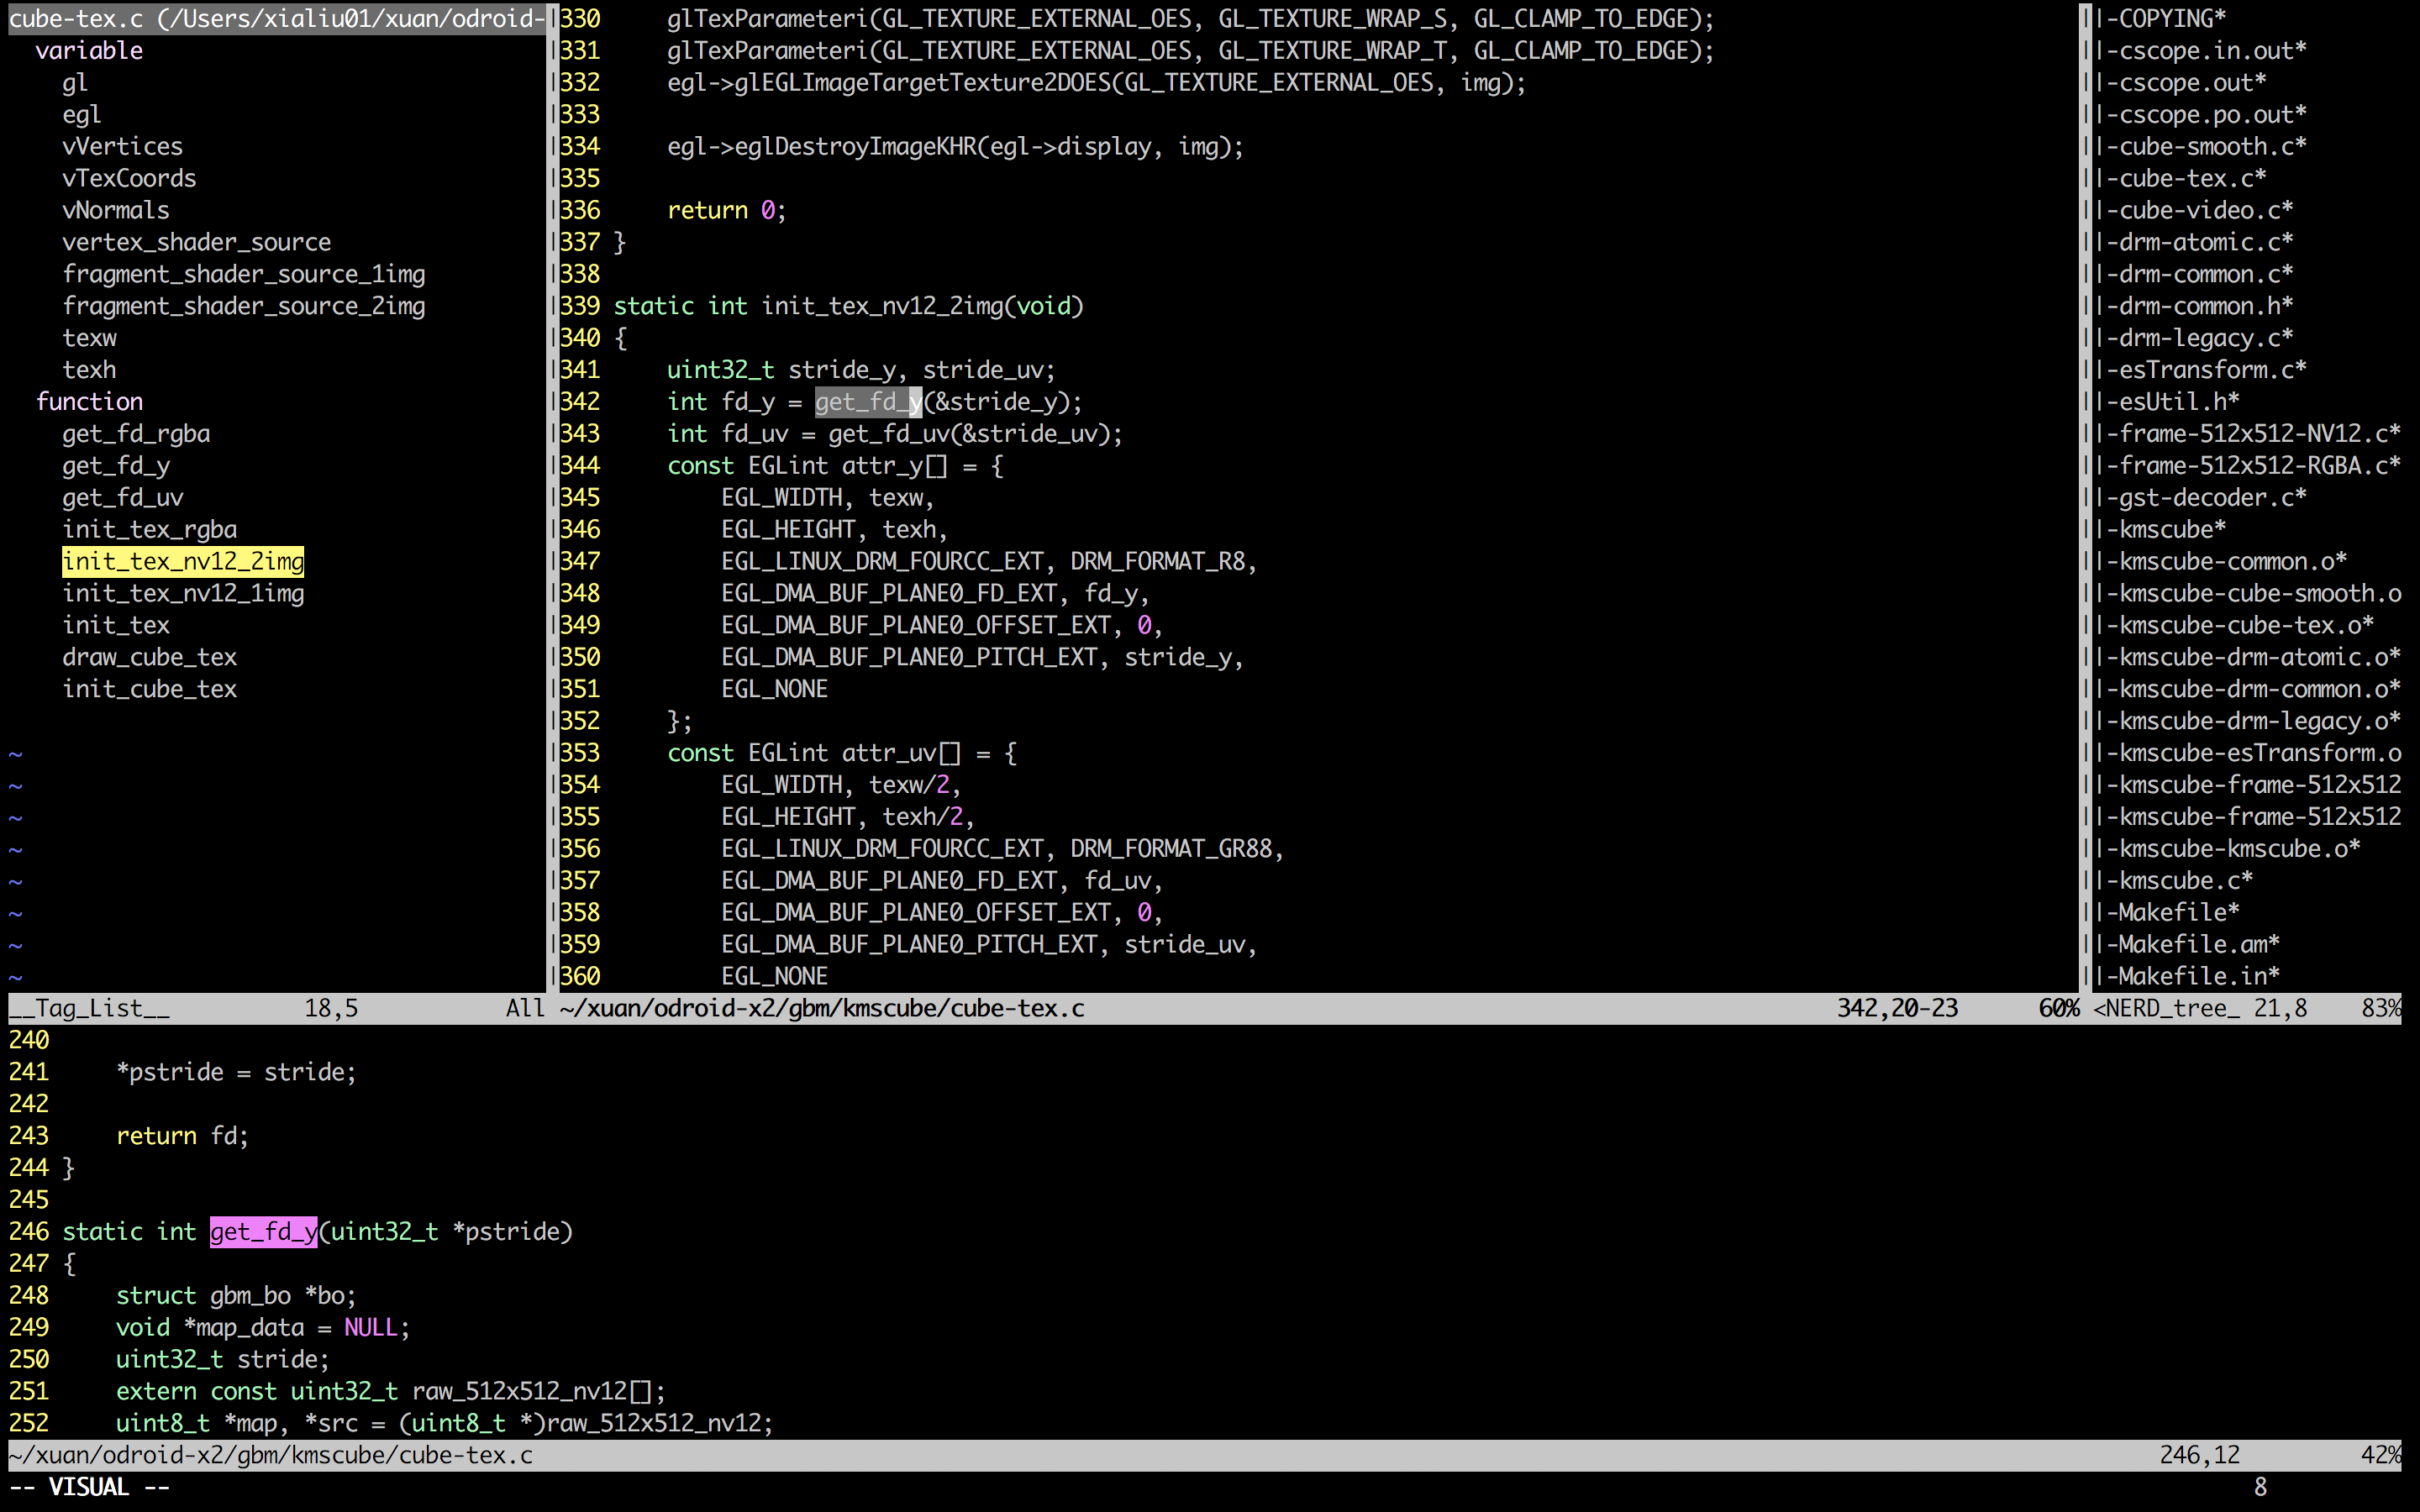 cube-tex.c (/Users/xialiu01/xuan/odroid-
  variable
    gl
    egl
    vVertices
    vTexCoords
    vNormals
    vertex_shader_source
    fragment_shader_source_1img
    fragment_shader_source_2img
    texw
    texh
  function
    get_fd_rgba
    get_fd_y
    get_fd_uv
    init_tex_rgba
    init_tex_nv12_2img
    init_tex_nv12_1img
    init_tex
    draw_cube_tex
    init_cube_tex
~
~
~
~
~
~
~
~
__Tag_List__ 18,5 All
330     glTexParameteri(GL_TEXTURE_EXTERNAL_OES, GL_TEXTURE_WRAP_S, GL_CLAMP_TO_EDGE);
331     glTexParameteri(GL_TEXTURE_EXTERNAL_OES, GL_TEXTURE_WRAP_T, GL_CLAMP_TO_EDGE);
332     egl->glEGLImageTargetTexture2DOES(GL_TEXTURE_EXTERNAL_OES, img);
333
334     egl->eglDestroyImageKHR(egl->display, img);
335
336     return 0;
337 }
338
339 static int init_tex_nv12_2img(void)
340 {
341     uint32_t stride_y, stride_uv;
342     int fd_y = get_fd_y(&stride_y);
343     int fd_uv = get_fd_uv(&stride_uv);
344     const EGLint attr_y[] = {
345         EGL_WIDTH, texw,
346         EGL_HEIGHT, texh,
347         EGL_LINUX_DRM_FOURCC_EXT, DRM_FORMAT_R8,
348         EGL_DMA_BUF_PLANE0_FD_EXT, fd_y,
349         EGL_DMA_BUF_PLANE0_OFFSET_EXT, 0,
350         EGL_DMA_BUF_PLANE0_PITCH_EXT, stride_y,
351         EGL_NONE
352     };
353     const EGLint attr_uv[] = {
354         EGL_WIDTH, texw/2,
355         EGL_HEIGHT, texh/2,
356         EGL_LINUX_DRM_FOURCC_EXT, DRM_FORMAT_GR88,
357         EGL_DMA_BUF_PLANE0_FD_EXT, fd_uv,
358         EGL_DMA_BUF_PLANE0_OFFSET_EXT, 0,
359         EGL_DMA_BUF_PLANE0_PITCH_EXT, stride_uv,
360         EGL_NONE
~/xuan/odroid-x2/gbm/kmscube/cube-tex.c 342,20-23 60%
|-COPYING*
|-cscope.in.out*
|-cscope.out*
|-cscope.po.out*
|-cube-smooth.c*
|-cube-tex.c*
|-cube-video.c*
|-drm-atomic.c*
|-drm-common.c*
|-drm-common.h*
|-drm-legacy.c*
|-esTransform.c*
|-esUtil.h*
|-frame-512x512-NV12.c*
|-frame-512x512-RGBA.c*
|-gst-decoder.c*
|-kmscube*
|-kmscube-common.o*
|-kmscube-cube-smooth.o
|-kmscube-cube-tex.o*
|-kmscube-drm-atomic.o*
|-kmscube-drm-common.o*
|-kmscube-drm-legacy.o*
|-kmscube-esTransform.o
|-kmscube-frame-512x512
|-kmscube-frame-512x512
|-kmscube-kmscube.o*
|-kmscube.c*
|-Makefile*
|-Makefile.am*
|-Makefile.in*
<NERD_tree_ 21,8 83%
240
241     *pstride = stride;
242
243     return fd;
244 }
245
246 static int get_fd_y(uint32_t *pstride)
247 {
248     struct gbm_bo *bo;
249     void *map_data = NULL;
250     uint32_t stride;
251     extern const uint32_t raw_512x512_nv12[];
252     uint8_t *map, *src = (uint8_t *)raw_512x512_nv12;
~/xuan/odroid-x2/gbm/kmscube/cube-tex.c 246,12 42%
-- VISUAL -- 8